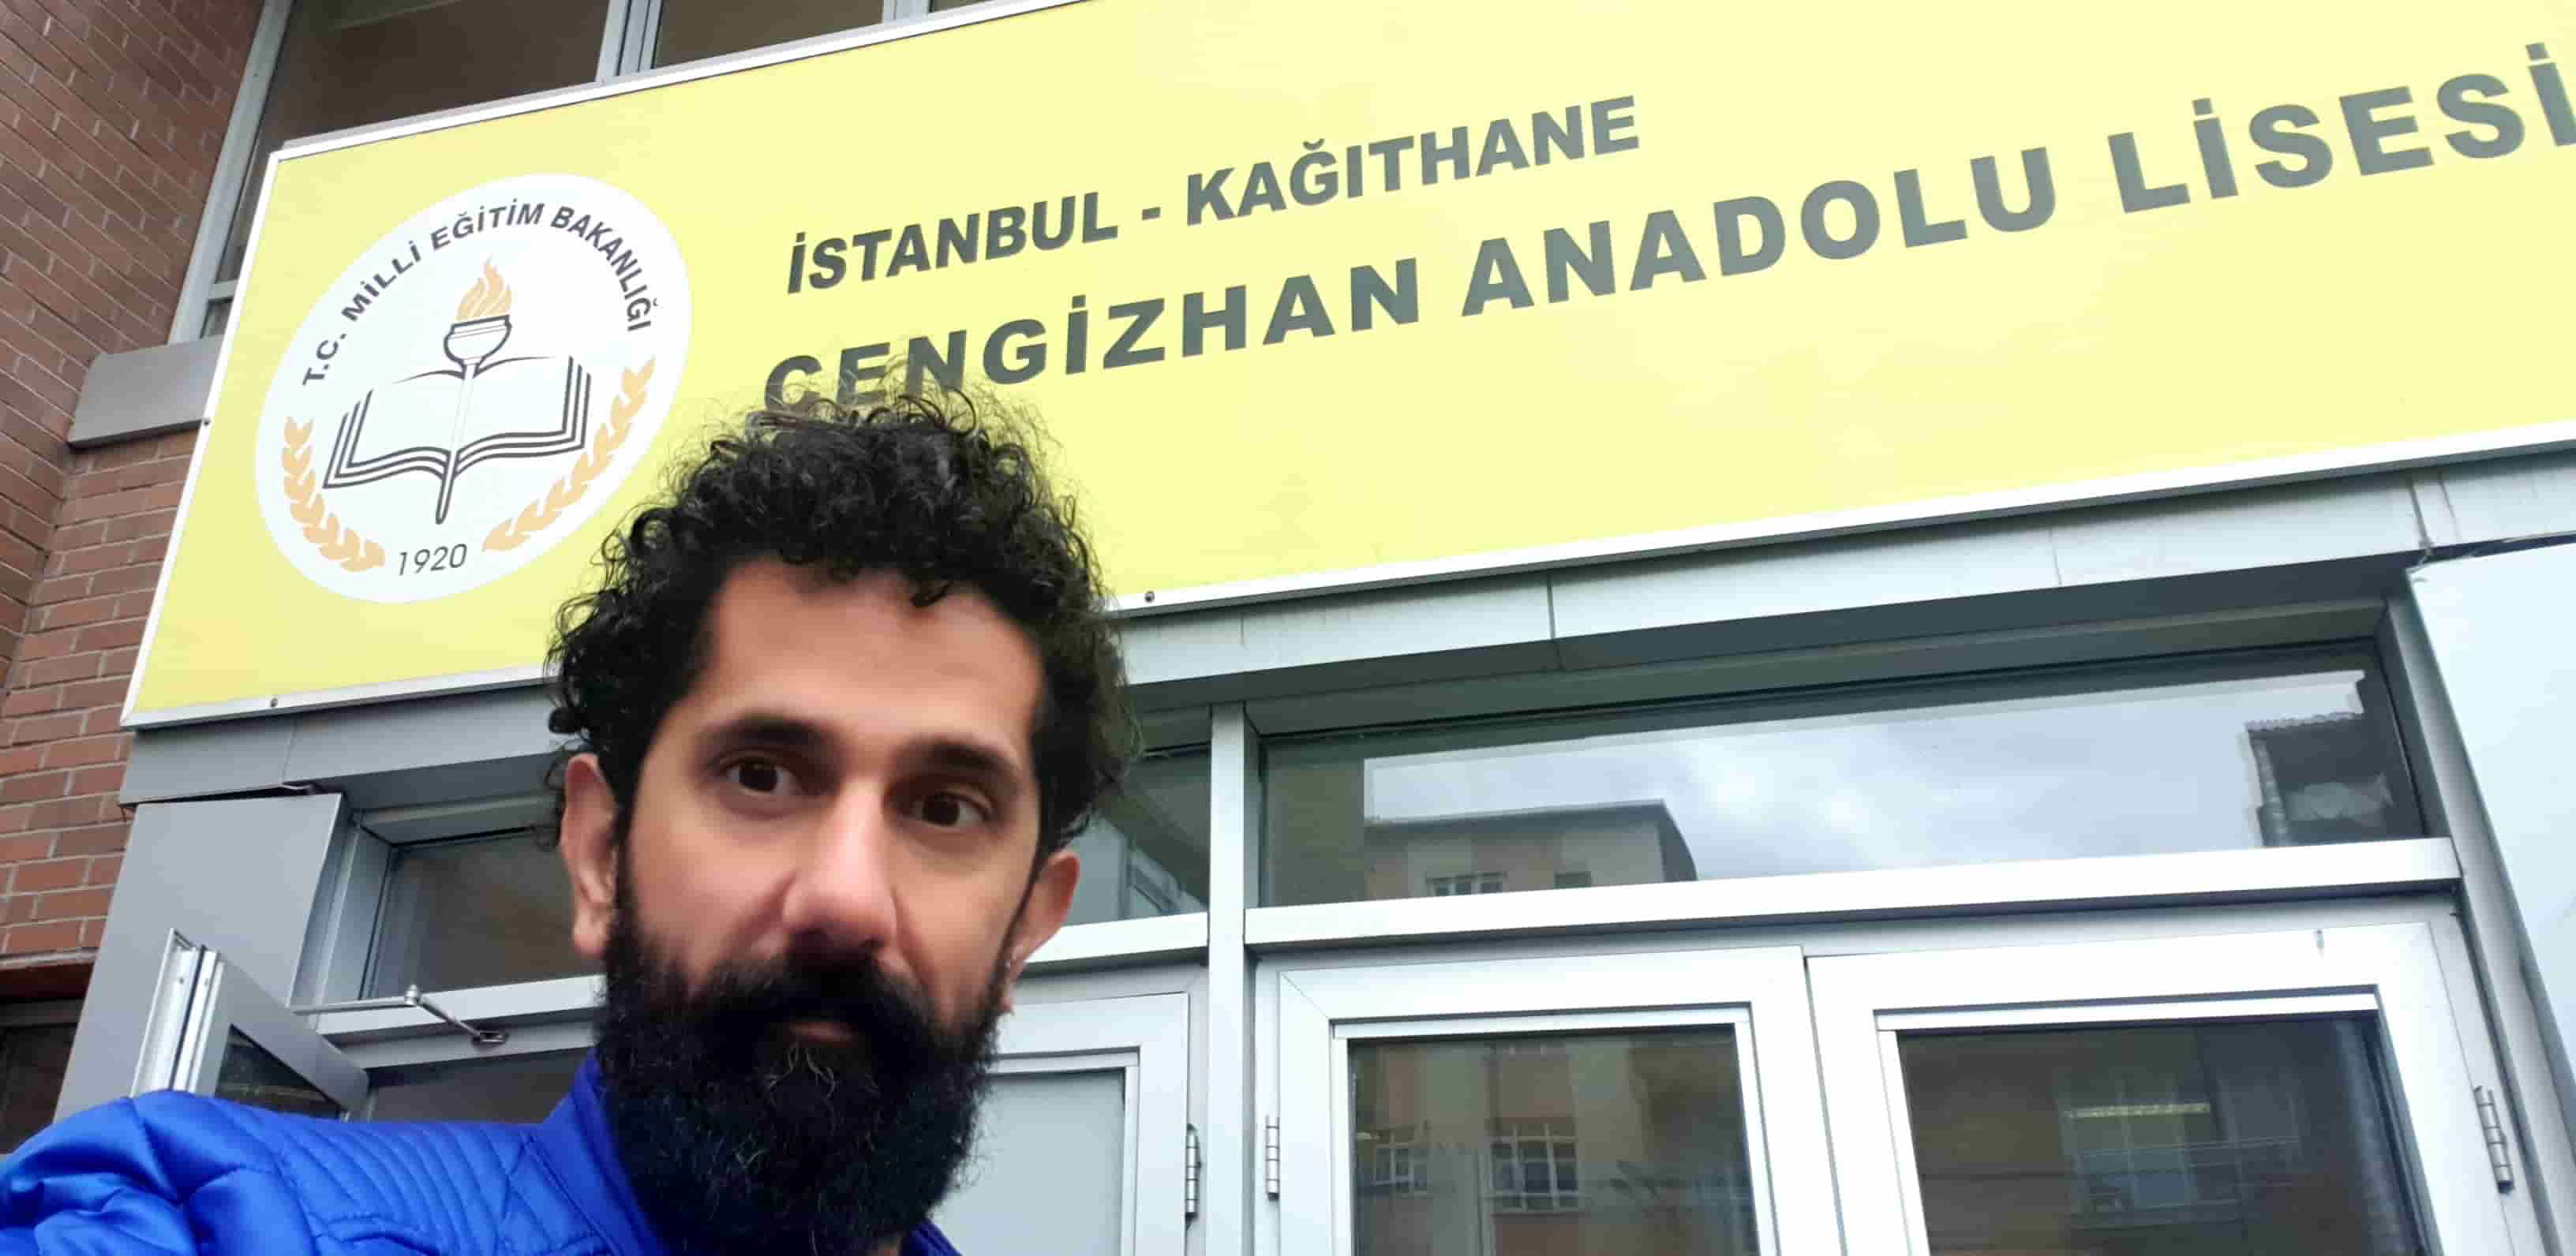 T.C. MİLLİ EĞİTİM BAKANLIĞI
1920
İSTANBUL - KAĞITHANE
CENGİZHAN ANADOLU LİSESİ